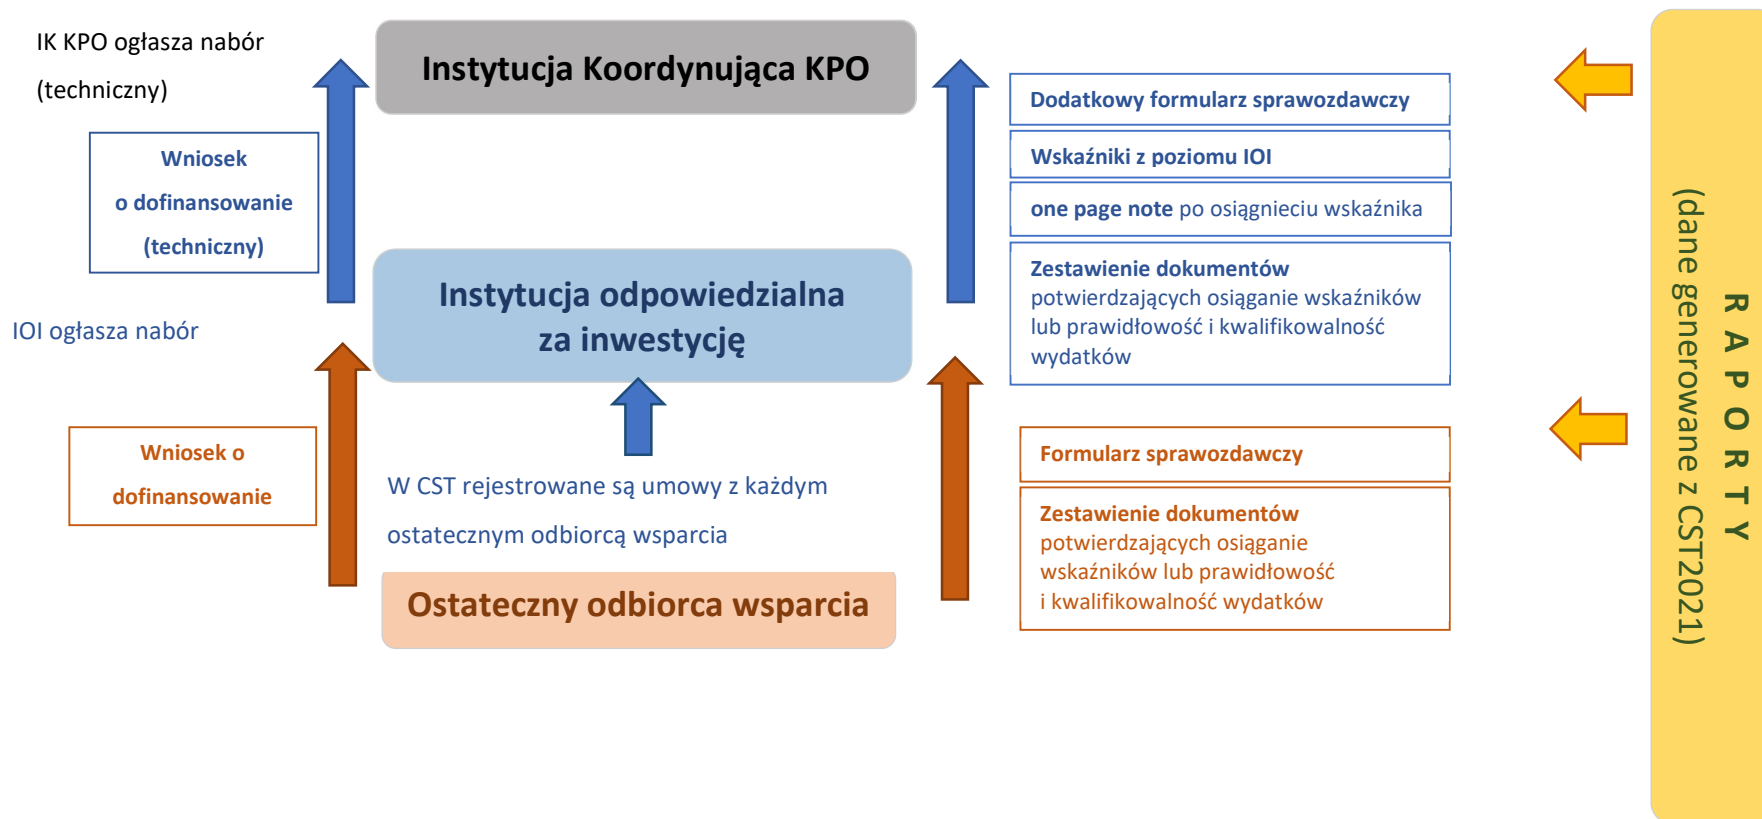 IK KPO ogłasza nabór
(techniczny)
Instytucja Koordynująca KPO
Wniosek
o dofinansowanie
(techniczny)
Dodatkowy formularz sprawozdawczy
Wskaźniki z poziomu IOI
one page note po osiągnieciu wskaźnika
Zestawienie dokumentów
potwierdzających osiąganie wskaźników
lub prawidłowość i kwalifikowalność
wydatków
Instytucja odpowiedzialna
za inwestycję
IOI ogłasza nabór
Wniosek o
dofinansowanie
W CST rejestrowane są umowy z każdym
ostatecznym odbiorcą wsparcia
Ostateczny odbiorca wsparcia
Formularz sprawozdawczy
Zestawienie dokumentów
potwierdzających osiąganie
wskaźników lub prawidłowość
i kwalifikowalność wydatków
R A P O R T Y
(dane generowane z CST2021)